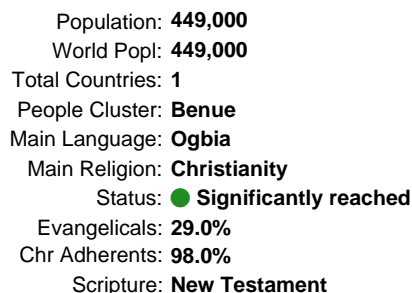 Population: 449,000
World Popl: 449,000
Total Countries: 1
People Cluster: Benue
Main Language: Ogbia
Main Religion: Christianity
Status: Significantly reached
Evangelicals: 29.0%
Chr Adherents: 98.0%
Scripture: New Testament